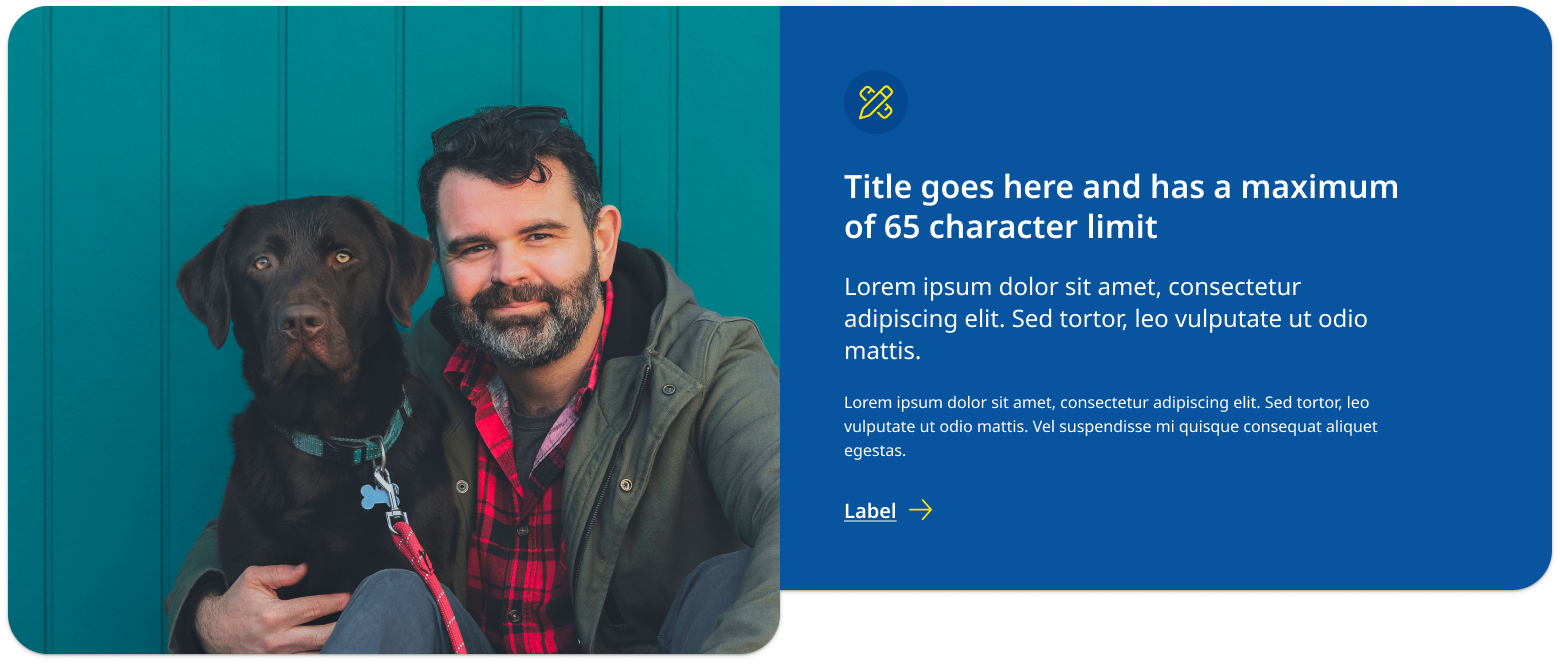 Title goes here and has a maximum
of 65 character limit
Lorem ipsum dolor sit amet, consectetur
adipiscing elit. Sed tortor, leo vulputate ut odio
mattis.
Lorem ipsum dolor sit amet, consectetur adipiscing elit. Sed tortor, leo
vulputate ut odio mattis. Vel suspendisse mi quisque consequat aliquet
egestas.
Label